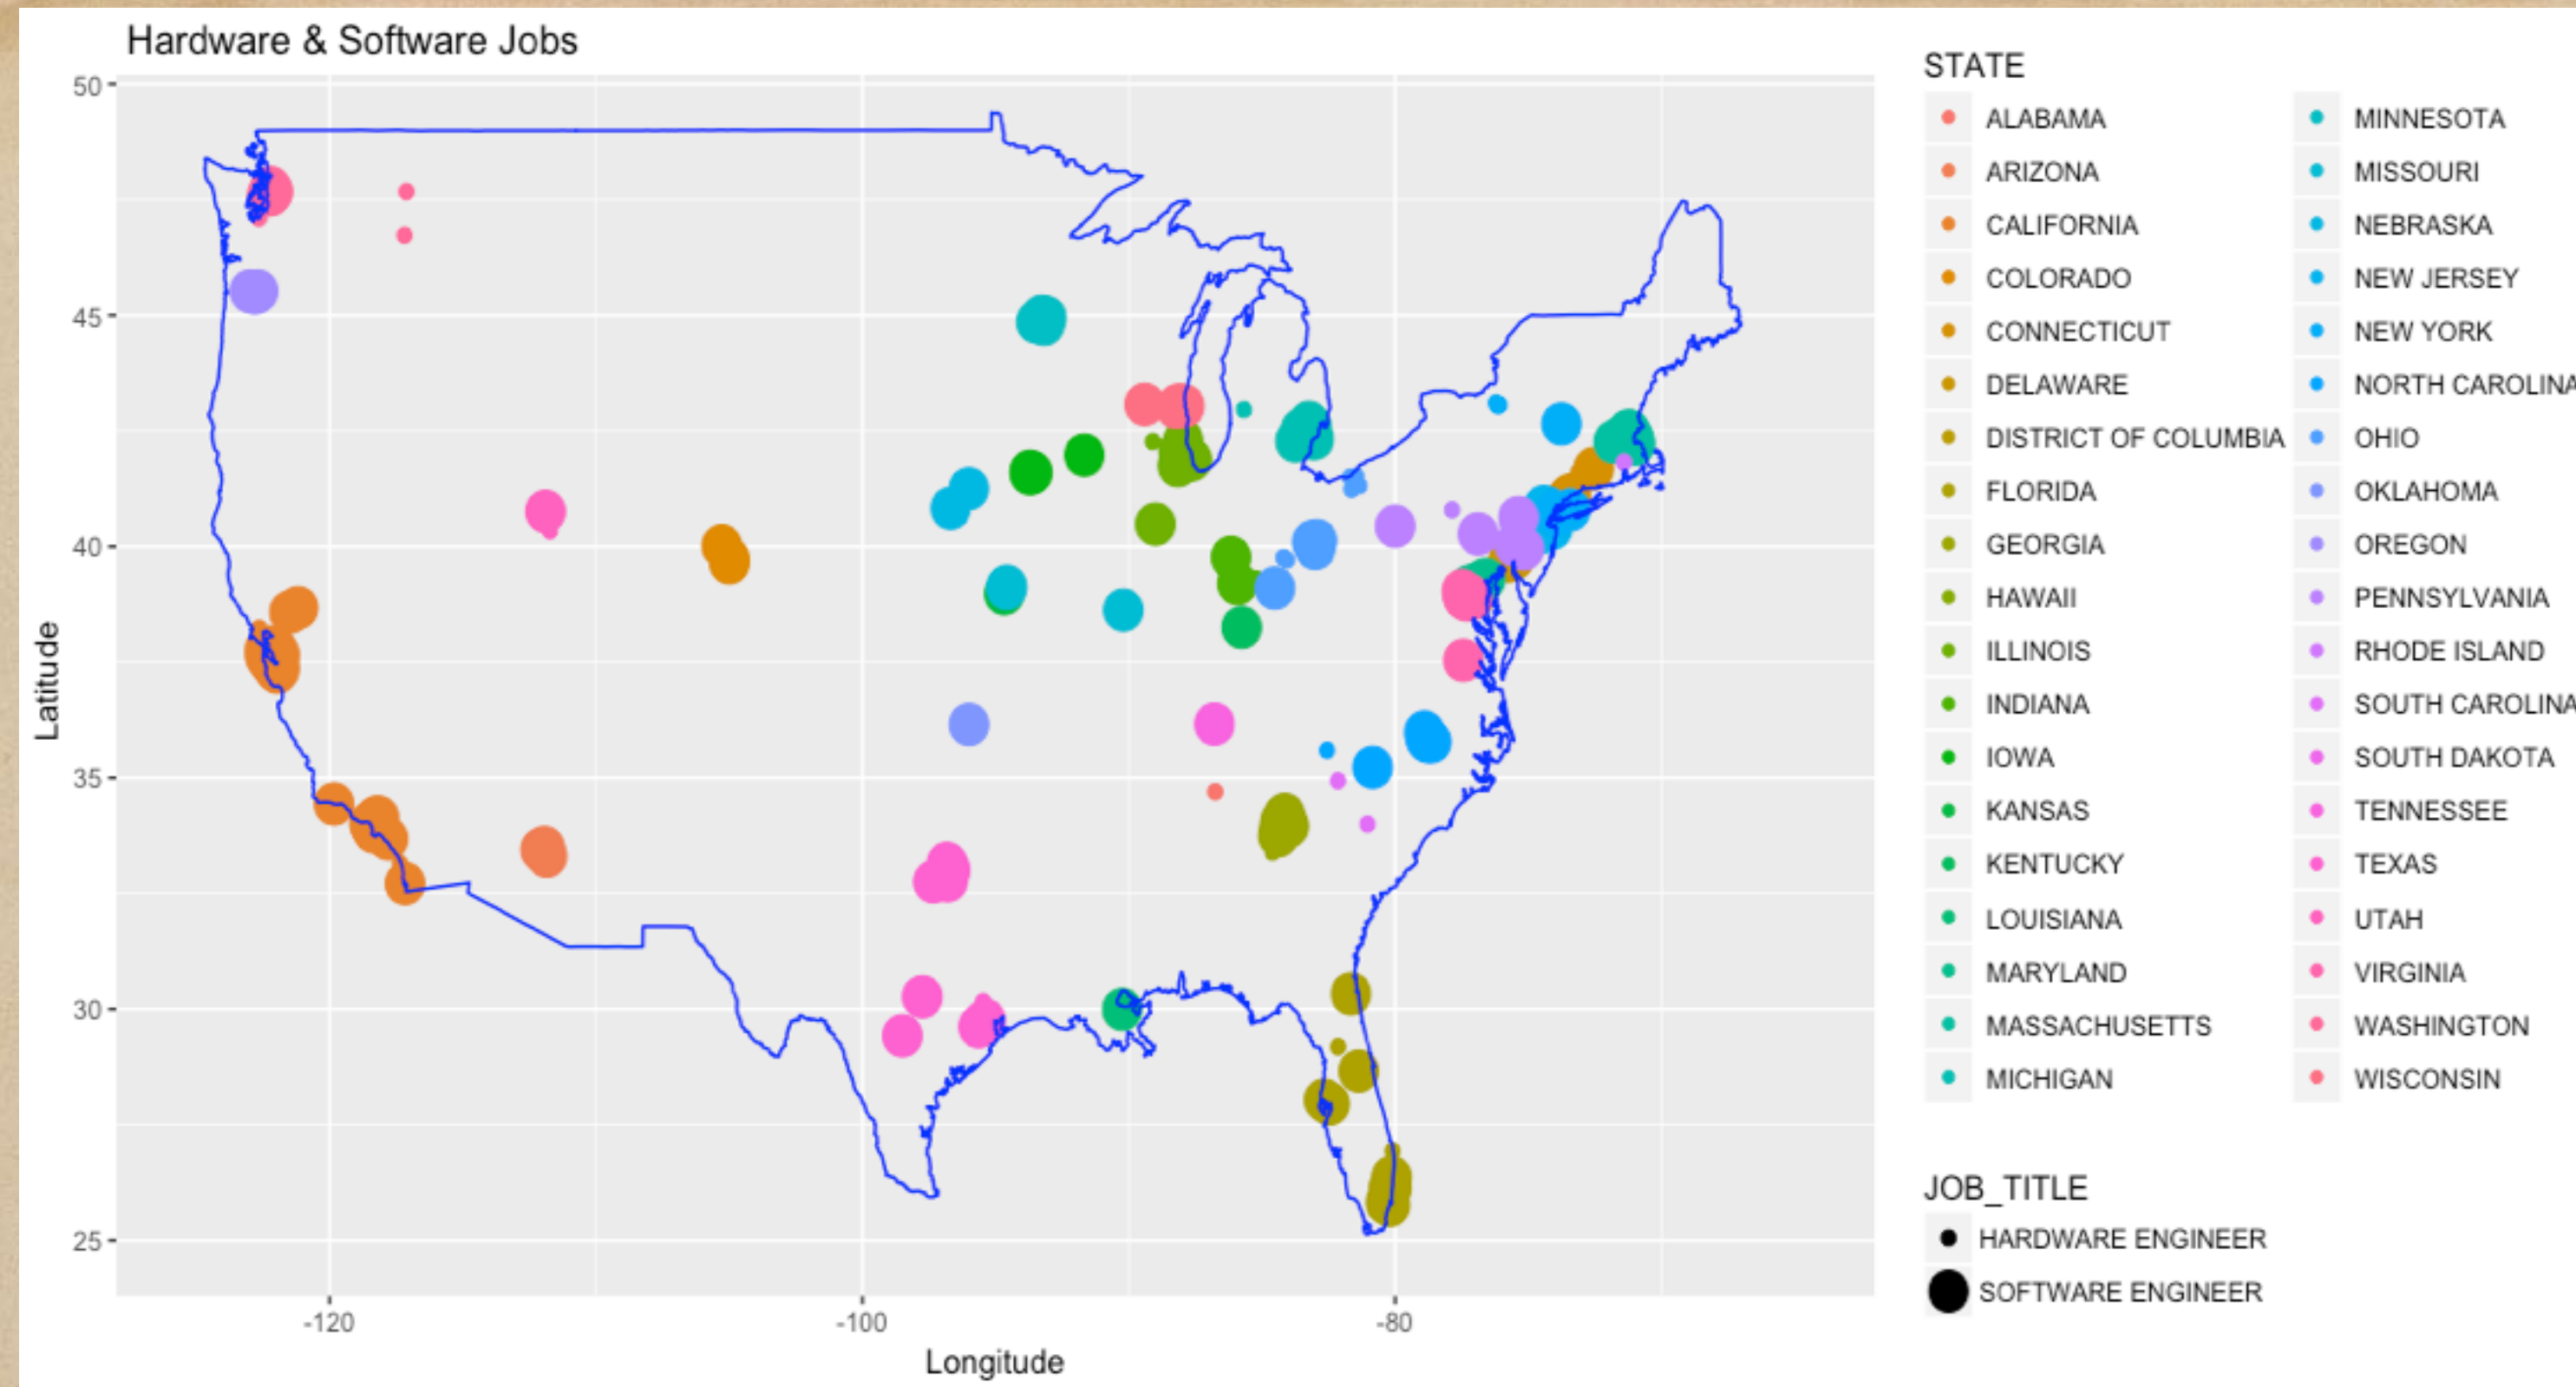 Hardware & Software Jobs
50
45
40
35
30
25
Latitude
-120
-100
-80
Longitude
STATE
ALABAMA
ARIZONA
CALIFORNIA
COLORADO
CONNECTICUT
DELAWARE
DISTRICT OF COLUMBIA
FLORIDA
GEORGIA
HAWAII
ILLINOIS
INDIANA
IOWA
KANSAS
KENTUCKY
LOUISIANA
MARYLAND
MASSACHUSETTS
MICHIGAN
MINNESOTA
MISSOURI
NEBRASKA
NEW JERSEY
NEW YORK
NORTH CAROLINA
OHIO
OKLAHOMA
OREGON
PENNSYLVANIA
RHODE ISLAND
SOUTH CAROLINA
SOUTH DAKOTA
TENNESSEE
TEXAS
UTAH
VIRGINIA
WASHINGTON
WISCONSIN
JOB_TITLE
HARDWARE ENGINEER
SOFTWARE ENGINEER